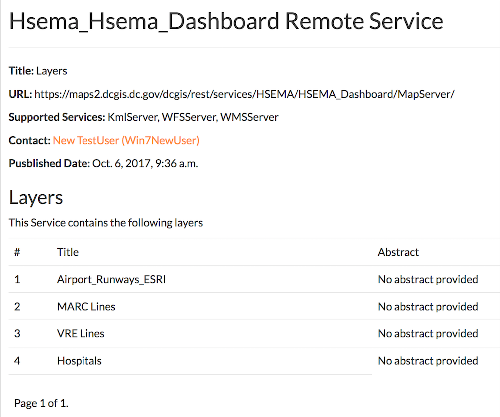 Hsema_Hsema_Dashboard Remote Service
Title: Layers
URL: https://maps2.dcgis.dc.gov/dcgis/rest/services/HSEMA/HSEMA_Dashboard/MapServer/
Supported Services: KmlServer, WFSServer, WMSServer
Contact: New TestUser (Win7NewUser)
Pusblished Date: Oct. 6, 2017, 9:36 a.m.
Layers
This Service contains the following layers
# Title Abstract
1 Airport_Runways_ESRI No abstract provided
2 MARC Lines No abstract provided
3 VRE Lines No abstract provided
4 Hospitals No abstract provided
Page 1 of 1.